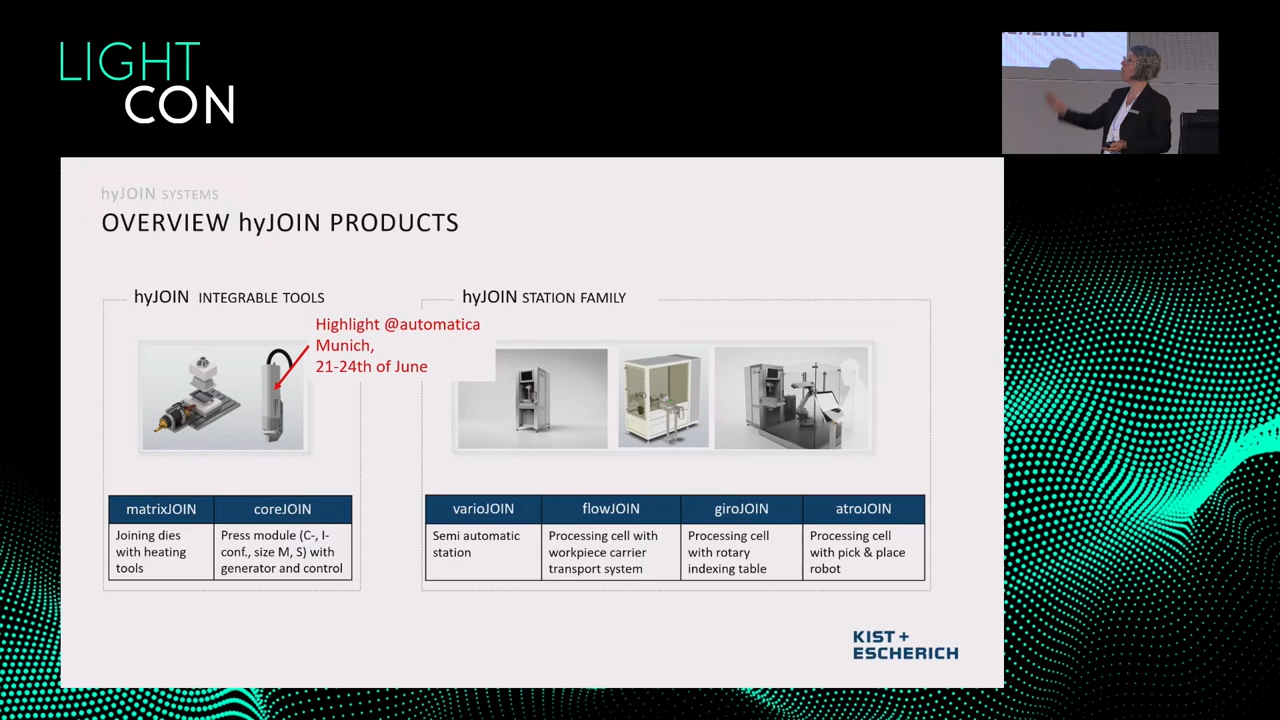 LIGHT
CON
ESCHERICH
hyJOIN SYSTEMS
OVERVIEW hyJOIN PRODUCTS
hyJOIN INTEGRABLE TOOLS
Highlight @automatica
Munich,
21-24th of June
hyJOIN STATION FAMILY
matrixJOIN
coreJOIN
Joining dies
with heating
tools
Press module (C-, I-
conf., size M, S) with
generator and control
varioJOIN
flowJOIN
giroJOIN
atroJOIN
Semi automatic
station
Processing cell with
workpiece carrier
transport system
Processing cell
with rotary
indexing table
Processing cell
with pick & place
robot
KIST +
ESCHERICH